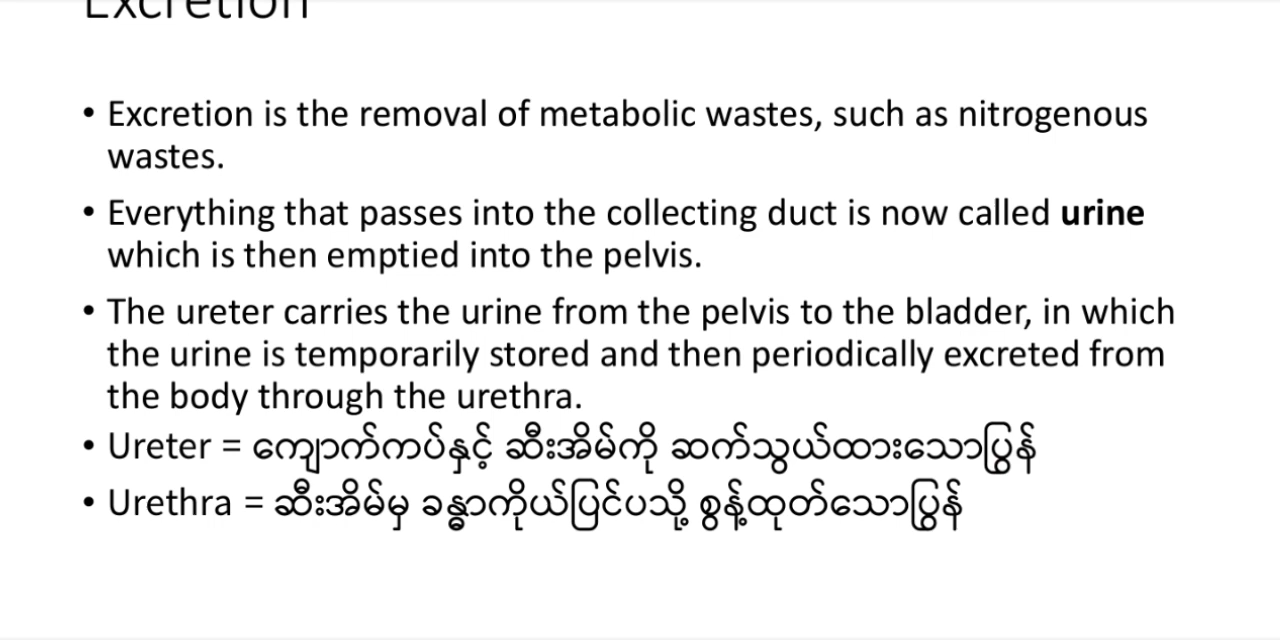 Excretion
• Excretion is the removal of metabolic wastes, such as nitrogenous
wastes.
• Everything that passes into the collecting duct is now called urine
which is then emptied into the pelvis.
• The ureter carries the urine from the pelvis to the bladder, in which
the urine is temporarily stored and then periodically excreted from
the body through the urethra.
• Ureter = ကျောက်ကပ်နှင့် ဆီးအိမ်ကို ဆက်သွယ်ထားသောပြွန်
• Urethra = ဆီးအိမ်မှ ခန္ဓာကိုယ်ပြင်ပသို့ စွန့်ထုတ်သောပြွန်